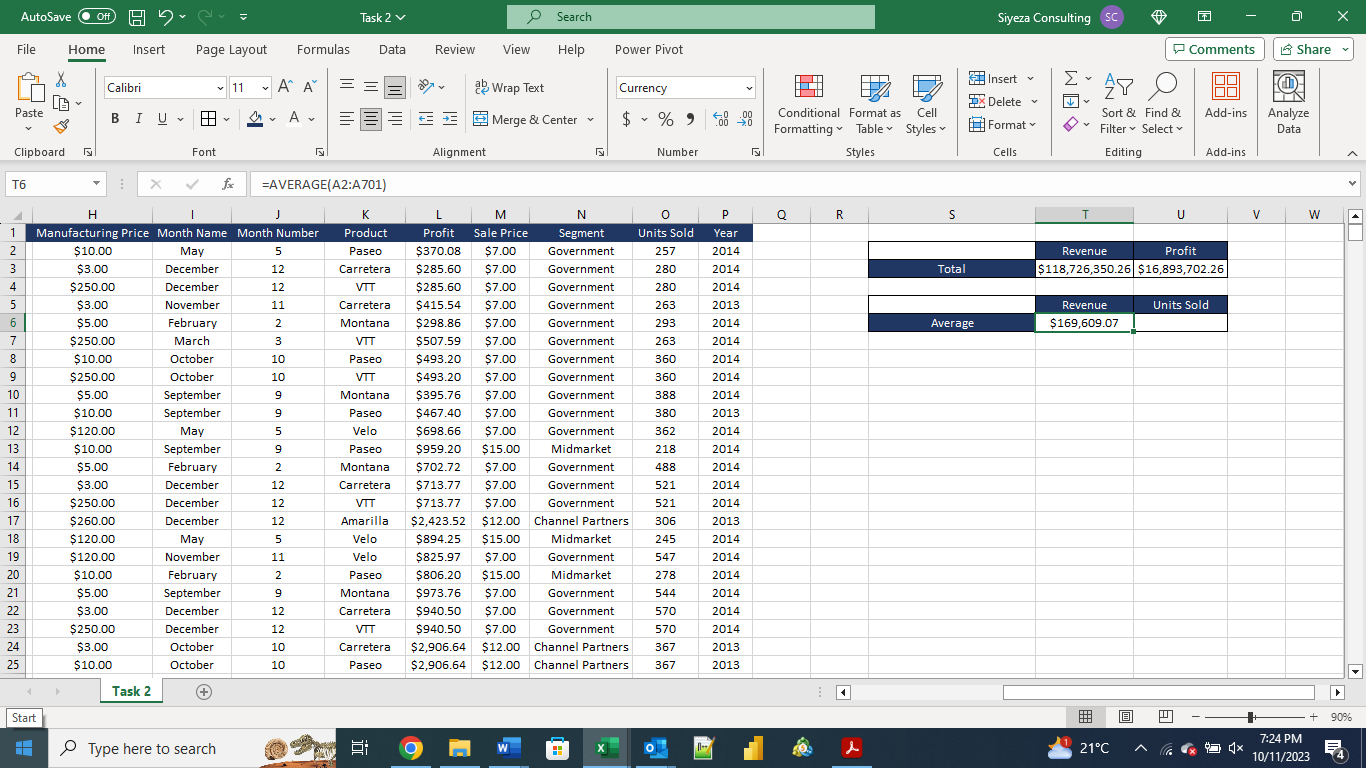 AutoSave Off Task 2 Search Siyeza Consulting SC
File Home Insert Page Layout Formulas Data Review View Help Power Pivot Comments Share
Paste
Clipboard
Calibri 11
B I U A
Font
Wrap Text
Merge & Center
Alignment
Currency
$ % 9
Number
Conditional Formatting Format as Table Cell Styles
Styles
Insert
Delete
Format
Cells
Sort & Filter Find & Select
Editing
Add-ins
Add-ins
Analyze Data
T6 fx =AVERAGE(A2:A701)
H I J K L M N O P Q R S T U V W
1 Manufacturing Price Month Name Month Number Product Profit Sale Price Segment Units Sold Year
2 $10.00 May 5 Paseo $370.08 $7.00 Government 257 2014 Revenue Profit
3 $3.00 December 12 Carretera $285.60 $7.00 Government 280 2014 Total $118,726,350.26 $16,893,702.26
4 $250.00 December 12 VTT $285.60 $7.00 Government 280 2014
5 $3.00 November 11 Carretera $415.54 $7.00 Government 263 2013 Revenue Units Sold
6 $5.00 February 2 Montana $298.86 $7.00 Government 293 2014 Average $169,609.07
7 $250.00 March 3 VTT $507.59 $7.00 Government 263 2014
8 $10.00 October 10 Paseo $493.20 $7.00 Government 360 2014
9 $250.00 October 10 VTT $493.20 $7.00 Government 360 2014
10 $5.00 September 9 Montana $395.76 $7.00 Government 388 2014
11 $10.00 September 9 Paseo $467.40 $7.00 Government 380 2013
12 $120.00 May 5 Velo $698.66 $7.00 Government 362 2014
13 $10.00 September 9 Paseo $959.20 $15.00 Midmarket 218 2014
14 $5.00 February 2 Montana $702.72 $7.00 Government 488 2014
15 $3.00 December 12 Carretera $713.77 $7.00 Government 521 2014
16 $250.00 December 12 VTT $713.77 $7.00 Government 521 2014
17 $260.00 December 12 Amarilla $2,423.52 $12.00 Channel Partners 306 2013
18 $120.00 May 5 Velo $894.25 $15.00 Midmarket 245 2014
19 $120.00 November 11 Velo $825.97 $7.00 Government 547 2014
20 $10.00 February 2 Paseo $806.20 $15.00 Midmarket 278 2014
21 $5.00 September 9 Montana $973.76 $7.00 Government 544 2014
22 $3.00 December 12 Carretera $940.50 $7.00 Government 570 2014
23 $250.00 December 12 VTT $940.50 $7.00 Government 570 2014
24 $3.00 October 10 Carretera $2,906.64 $12.00 Channel Partners 367 2013
25 $10.00 October 10 Paseo $2,906.64 $12.00 Channel Partners 367 2013
Task 2
Start 90%
Type here to search 1 21°C 7:24 PM
10/11/2023 4